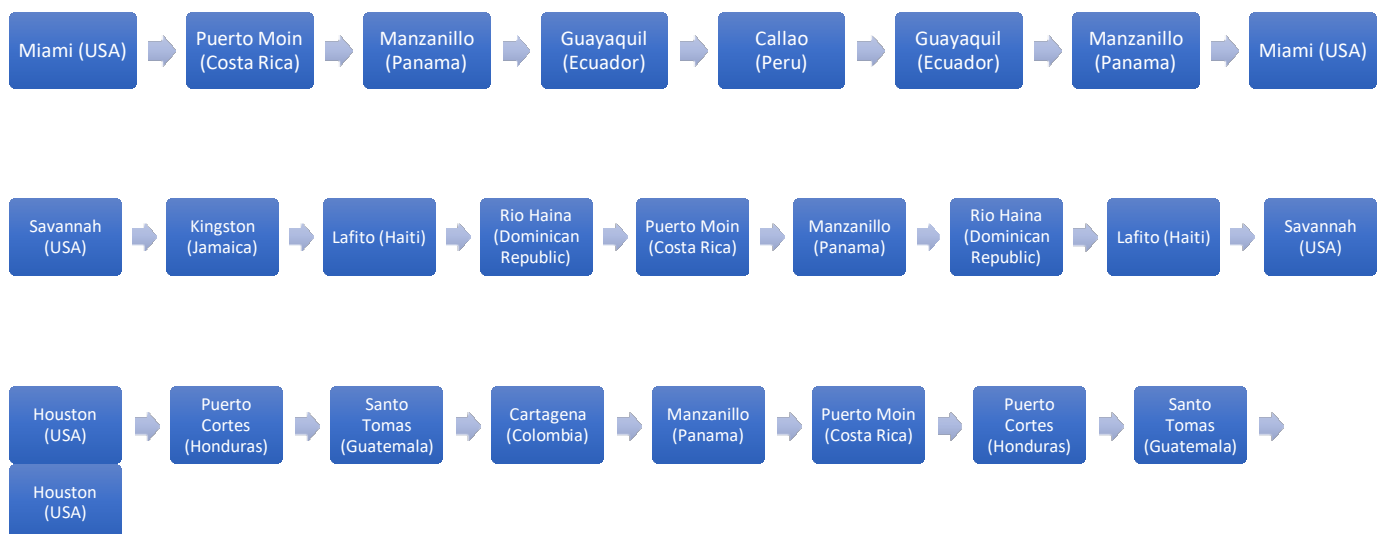 Miami (USA)
Puerto Moin
(Costa Rica)
Manzanillo
(Panama)
Guayaquil
(Ecuador)
Callao
(Peru)
Guayaquil
(Ecuador)
Manzanillo
(Panama)
Miami (USA)
Savannah
(USA)
Kingston
(Jamaica)
Lafito (Haiti)
Rio Haina
(Dominican
Republic)
Puerto Moin
(Costa Rica)
Manzanillo
(Panama)
Rio Haina
(Dominican
Republic)
Lafito (Haiti)
Savannah
(USA)
Houston
(USA)
Puerto
Cortes
(Honduras)
Santo
Tomas
(Guatemala)
Cartagena
(Colombia)
Manzanillo
(Panama)
Puerto Moin
(Costa Rica)
Puerto
Cortes
(Honduras)
Santo
Tomas
(Guatemala)
Houston
(USA)